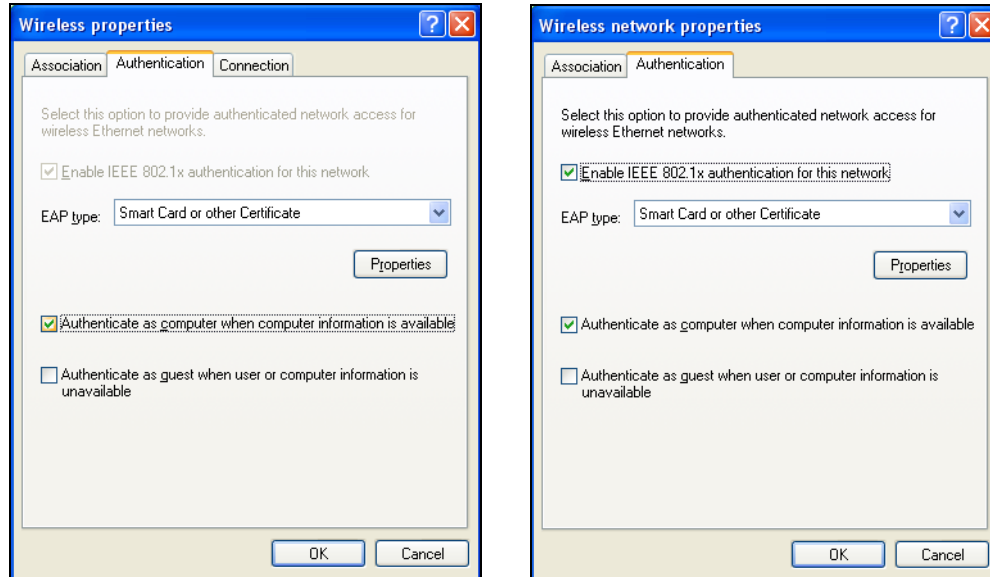 Wireless properties
Association Authentication Connection
Select this option to provide authenticated network access for
wireless Ethernet networks.
Enable IEEE 802.1x authentication for this network
EAP type: Smart Card or other Certificate
Properties
Authenticate as computer when computer information is available
Authenticate as guest when user or computer information is
unavailable
OK Cancel
Wireless network properties
Association Authentication
Select this option to provide authenticated network access for
wireless Ethernet networks.
Enable IEEE 802.1x authentication for this network
EAP type: Smart Card or other Certificate
Properties
Authenticate as computer when computer information is available
Authenticate as guest when user or computer information is
unavailable
OK Cancel